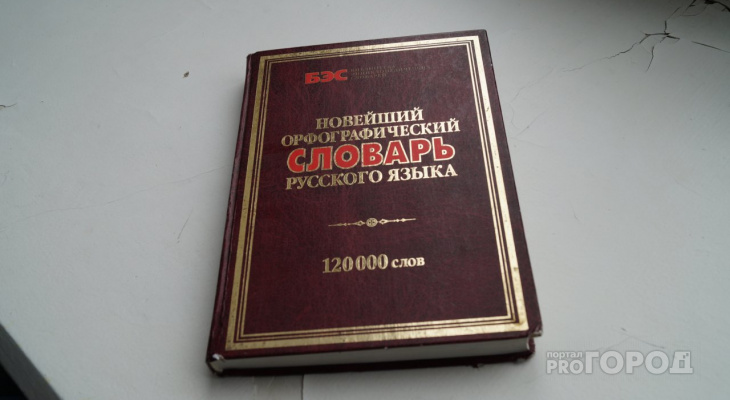 БЭС
НОВЕЙШИЙ
ОРФОГРАФИЧЕСКИЙ
СЛОВАРЬ
РУССКОГО ЯЗЫКА
120 000 слов
портал
PROГОРОД